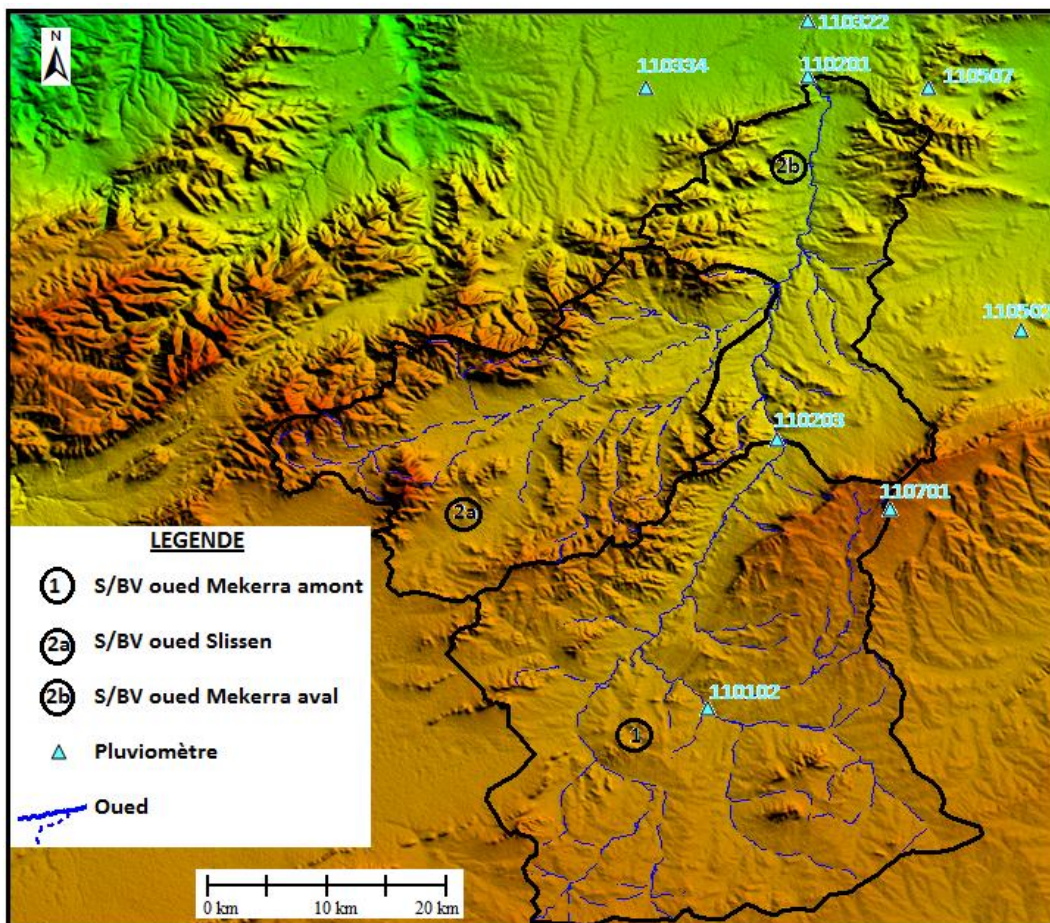 N
110322
110334
110201
110507
2b
110502
110203
110701
2a
110102
1
LEGENDE
1 S/BV oued Mekerra amont
2a S/BV oued Slissen
2b S/BV oued Mekerra aval
Pluviomètre
Oued
0 km 10 km 20 km